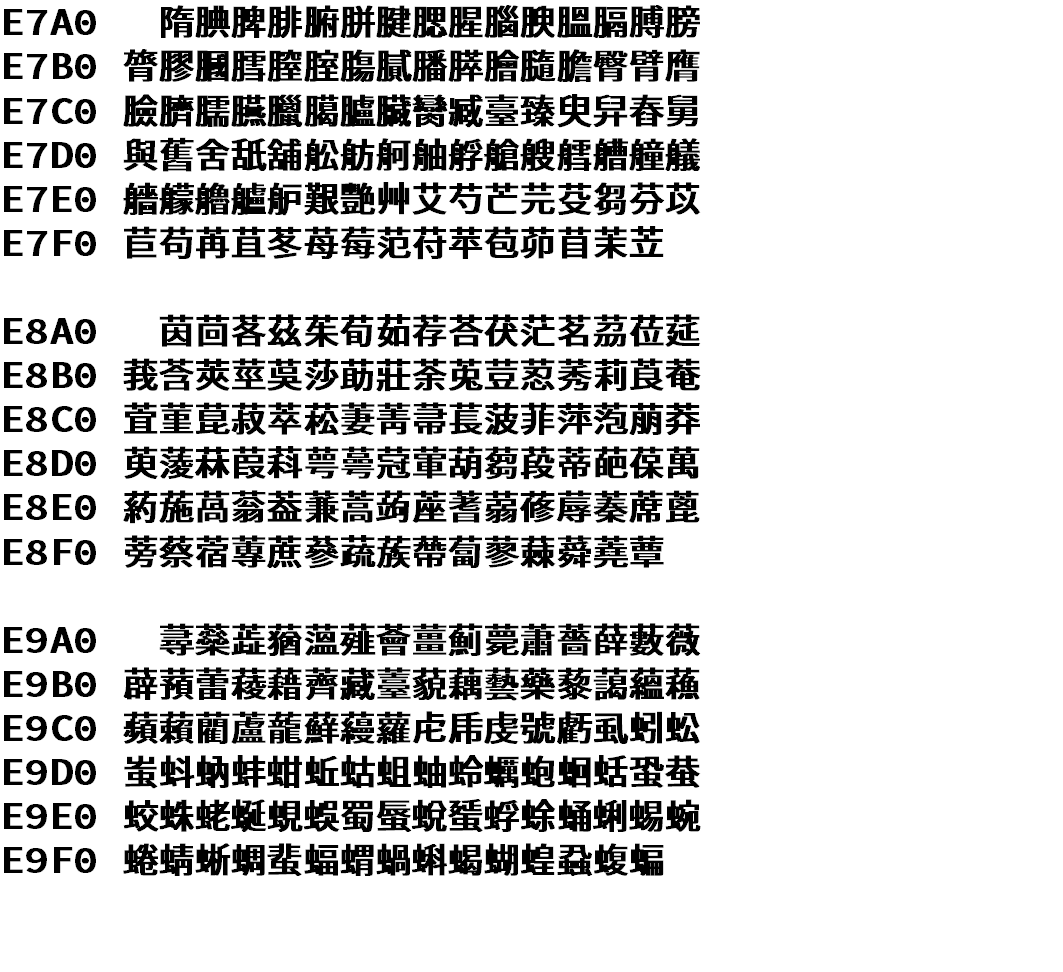 E7A0 隋腆脾腓腑胼腱腮腥腦腴膃膈膊膀
E7B0 膂膠膕膤膣腟膓膩膰膵膾膸膽臀臂膺
E7C0 臉臍臑臙臘臈臚臟臠臧臺臻臾舁舂舅
E7D0 與舊舍舐舖舩舫舸舳艀艙艘艝艚艟艤
E7E0 艢艨艪艫舮艱艷艸艾芍芒芫芟芻芬苡
E7F0 苣苟苒苴苳苺莓范苻苹苞茆苜茉苙
E8A0 茵茴茖茲茱荀茹荐荅茯茫茗茘莅莚
E8B0 莪莟莢莖茣莎莇莊荼莵荳荵莠莉莨菴
E8C0 萓菫菎菽萃菘萋菁菷萇菠菲萍萢萠莽
E8D0 萸蔆菻葭萪萼蕚蒄葷葫蒭葮蒂葩葆萬
E8E0 葯葹萵蓊葢蒹蒿蒟蓙蓍蒻蓚蓐蓁蓆蓖
E8F0 蒡蔡蓿蓴蔗蔘蔬蔟蔕蔔蓼蕀蕣蕘蕈
E9A0 蕁蘂蕋蕕薀薤薈薑薊薨蕭薔薛藪薇
E9B0 薜蕷蕾薐藉薺藏薹藐藕藝藥藜藹蘊蘓
E9C0 蘋藾藺蘆蘢蘚蘰蘿虍乕虔號虧虱蚓蚣
E9D0 蚩蚪蚋蚌蚶蚯蛄蛆蚰蛉蠣蚫蛔蛞蛩蛬
E9E0 蛟蛛蛯蜒蜆蜈蜀蜃蛻蜑蜉蜍蛹蜊蜴蜿
E9F0 蜷蜻蜥蜩蜚蝠蝟蝸蝌蝎蝴蝗蝨蝮蝙